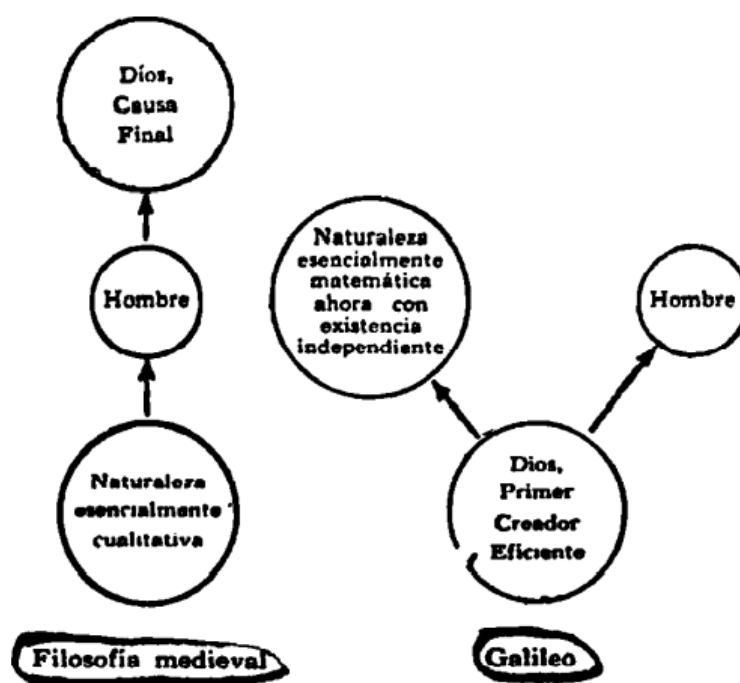 Dios,
Causa
Final
Hombre
Naturaleza
esencialmente
cualitativa
Filosofía medieval
Naturaleza
esencialmente
matemática
ahora con
existencia
independiente
Hombre
Dios,
Primer
Creador
Eficiente
Galileo